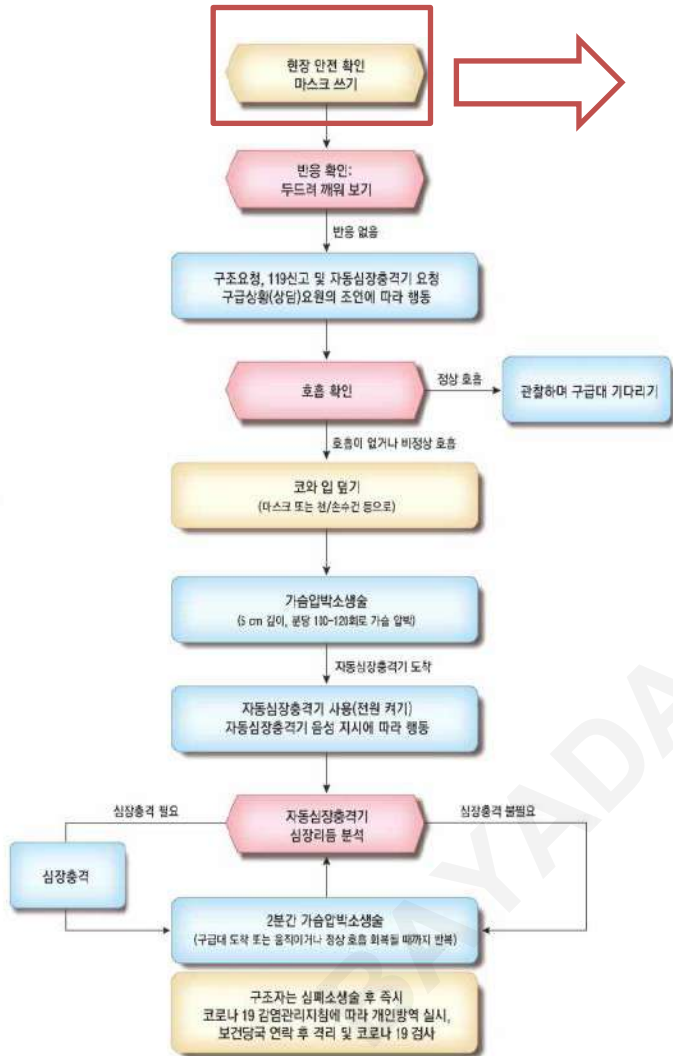 현장 안전 확인
마스크 쓰기
반응 확인:
두드려 깨워 보기
반응 없음
구조요청, 119신고 및 자동심장충격기 요청
구급상황(상담)요원의 조언에 따라 행동
호흡 확인
정상 호흡
관찰하며 구급대 기다리기
호흡이 없거나 비정상 호흡
코와 입 덮기
(마스크 또는 천/손수건 등으로)
가슴압박소생술
(5 cm 깊이, 분당 100-120회로 가슴 압박)
자동심장충격기 도착
자동심장충격기 사용(전원 켜기)
자동심장충격기 음성 지시에 따라 행동
심장충격 필요
자동심장충격기
심장리듬 분석
심장충격 불필요
심장충격
2분간 가슴압박소생술
(구급대 도착 또는 움직이거나 정상 호흡 회복될 때까지 반복)
구조자는 심폐소생술 후 즉시
코로나 19 감염관리지침에 따라 개인방역 실시,
보건당국 연락 후 격리 및 코로나 19 검사
BAYADA